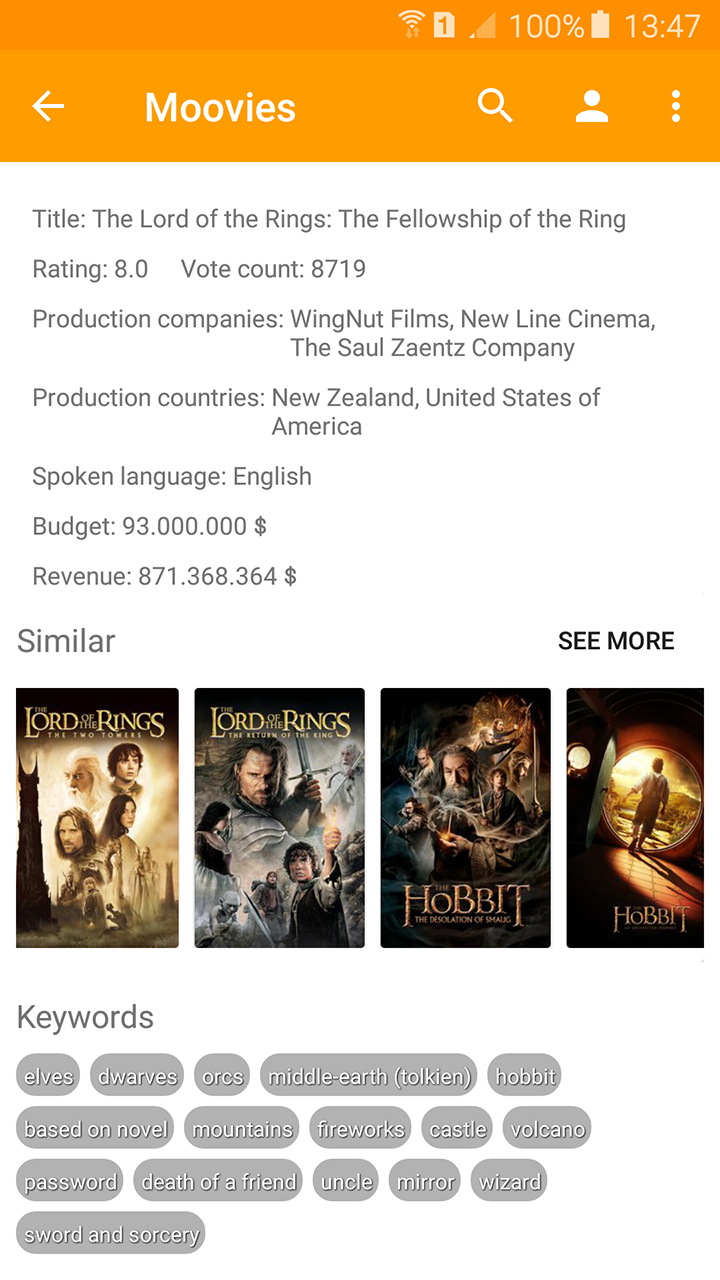 1 100% 13:47
Moovies
Title: The Lord of the Rings: The Fellowship of the Ring
Rating: 8.0 Vote count: 8719
Production companies: WingNut Films, New Line Cinema,
The Saul Zaentz Company
Production countries: New Zealand, United States of
America
Spoken language: English
Budget: 93.000.000 $
Revenue: 871.368.364 $
Similar SEE MORE
THE
LORD OF THE RINGS
THE TWO TOWERS
THE
LORD OF THE RINGS
THE RETURN OF THE KING
THE
HOBBIT
THE DESOLATION OF SMAUG
THE
HOBBIT
AN UNEXPECTED JOURNEY
Keywords
elves dwarves orcs middle-earth (tolkien) hobbit
based on novel mountains fireworks castle volcano
password death of a friend uncle mirror wizard
sword and sorcery